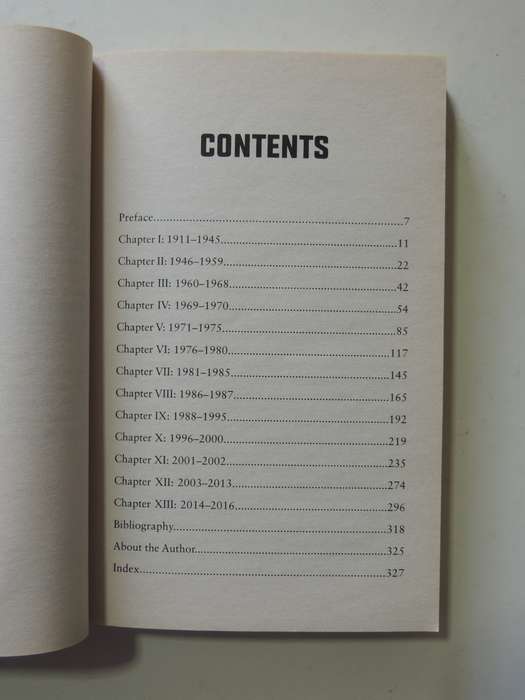 CONTENTS
Preface..........7
Chapter I: 1911–1945..........11
Chapter II: 1946–1959..........22
Chapter III: 1960–1968..........42
Chapter IV: 1969–1970..........54
Chapter V: 1971–1975..........85
Chapter VI: 1976–1980..........117
Chapter VII: 1981–1985..........145
Chapter VIII: 1986–1987..........165
Chapter IX: 1988–1995..........192
Chapter X: 1996–2000..........219
Chapter XI: 2001–2002..........235
Chapter XII: 2003–2013..........274
Chapter XIII: 2014–2016..........296
Bibliography..........318
About the Author..........325
Index..........327